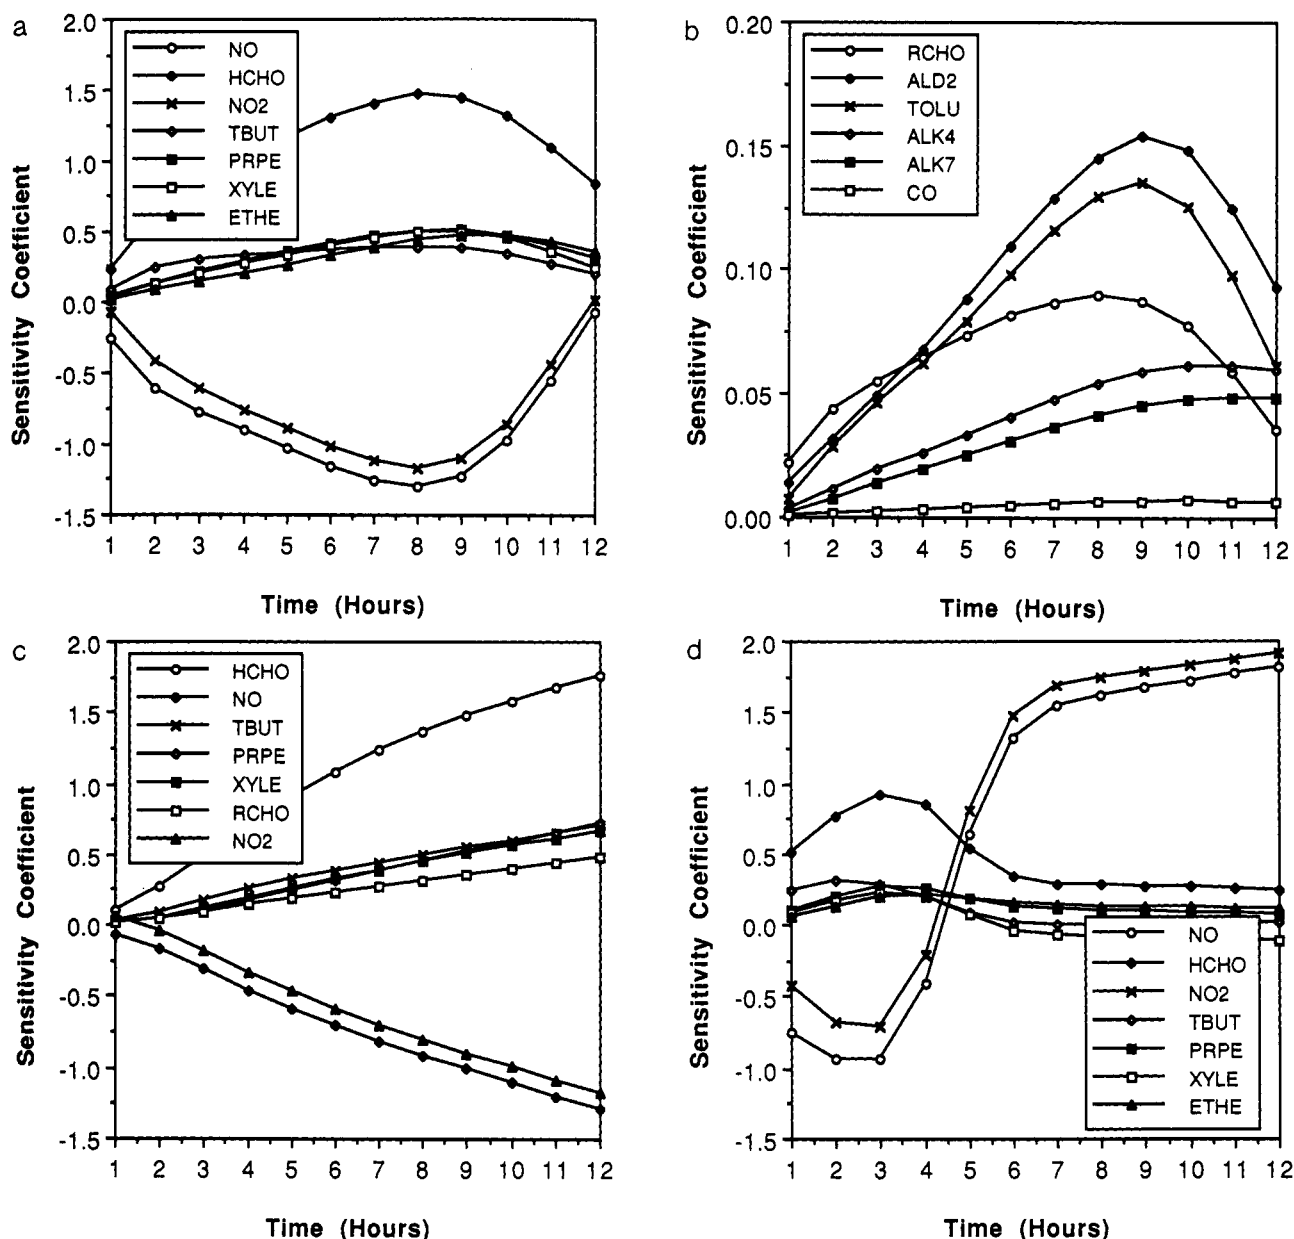 a
2.0
1.5
1.0
0.5
0.0
-0.5
-1.0
-1.5
Sensitivity Coefficient
NO
HCHO
NO2
TBUT
PRPE
XYLE
ETHE
1 2 3 4 5 6 7 8 9 10 11 12
Time (Hours)
b
0.20
0.15
0.10
0.05
0.00
Sensitivity Coefficient
RCHO
ALD2
TOLU
ALK4
ALK7
CO
1 2 3 4 5 6 7 8 9 10 11 12
Time (Hours)
c
2.0
1.5
1.0
0.5
0.0
-0.5
-1.0
-1.5
Sensitivity Coefficient
HCHO
NO
TBUT
PRPE
XYLE
RCHO
NO2
1 2 3 4 5 6 7 8 9 10 11 12
Time (Hours)
d
2.0
1.5
1.0
0.5
0.0
-0.5
-1.0
-1.5
Sensitivity Coefficient
NO
HCHO
NO2
TBUT
PRPE
XYLE
ETHE
1 2 3 4 5 6 7 8 9 10 11 12
Time (Hours)